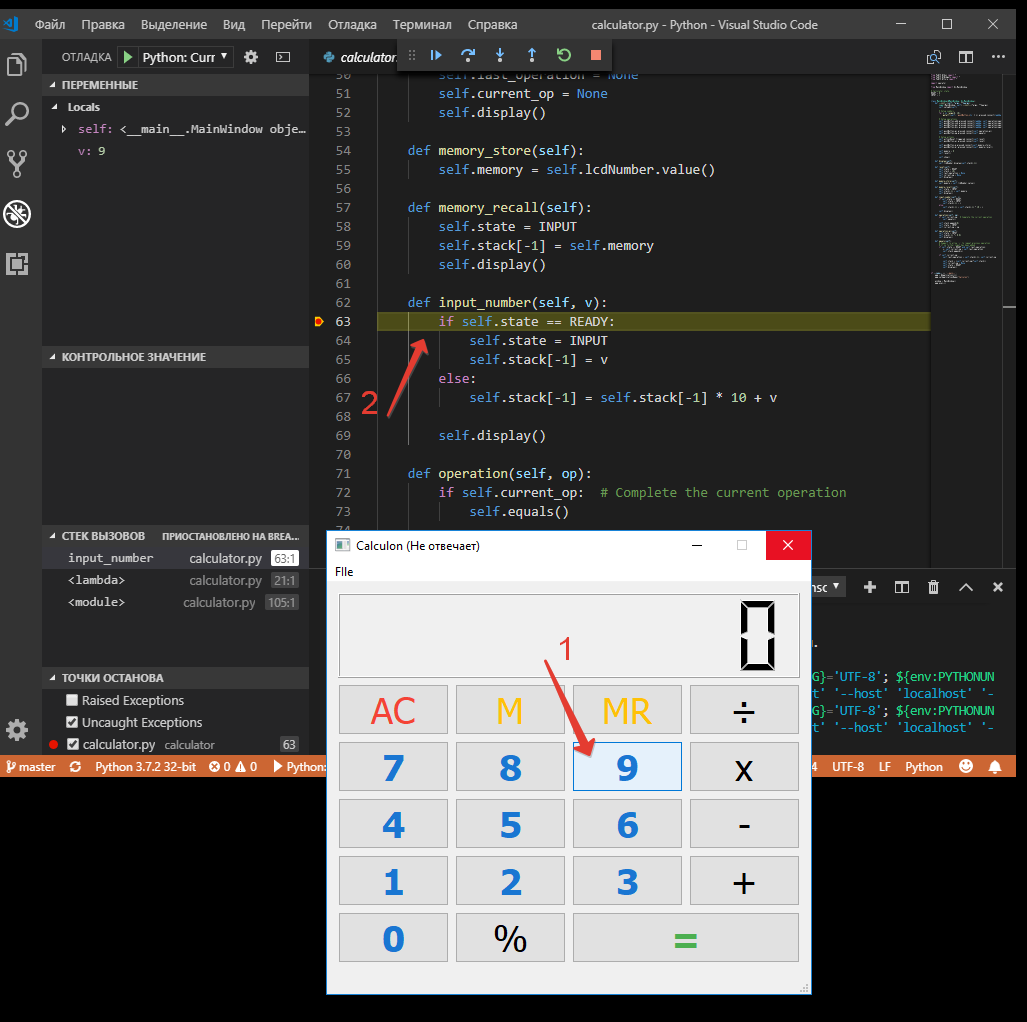 Файл Правка Выделение Вид Перейти Отладка Терминал Справка calculator.py - Python - Visual Studio Code
ОТЛАДКА Python: Curr calculator.
ПЕРЕМЕННЫЕ
Locals
self: <__main__.MainWindow obje…
v: 9
КОНТРОЛЬНОЕ ЗНАЧЕНИЕ
СТЕК ВЫЗОВОВ ПРИОСТАНОВЛЕНО НА BREA…
input_number calculator.py 63:1
<lambda> calculator.py 21:1
<module> calculator.py 105:1
ТОЧКИ ОСТАНОВА
Raised Exceptions
Uncaught Exceptions
calculator.py calculator 63
50 self.last_operation = None
51 self.current_op = None
52 self.display()
53
54 def memory_store(self):
55 self.memory = self.lcdNumber.value()
56
57 def memory_recall(self):
58 self.state = INPUT
59 self.stack[-1] = self.memory
60 self.display()
61
62 def input_number(self, v):
63 if self.state == READY:
64 self.state = INPUT
65 self.stack[-1] = v
66 else:
67 self.stack[-1] = self.stack[-1] * 10 + v
68
69 self.display()
70
71 def operation(self, op):
72 if self.current_op: # Complete the current operation
73 self.equals()
74
2
Calculon (Не отвечает)
FIle
0
1
AC M MR ÷
7 8 9 x
4 5 6 -
1 2 3 +
0 % =
nsc
G}='UTF-8'; ${env:PYTHONUN
t' '--host' 'localhost' '-
G}='UTF-8'; ${env:PYTHONUN
t' '--host' 'localhost' '-
master Python 3.7.2 32-bit 0 0 Python: 4 UTF-8 LF Python